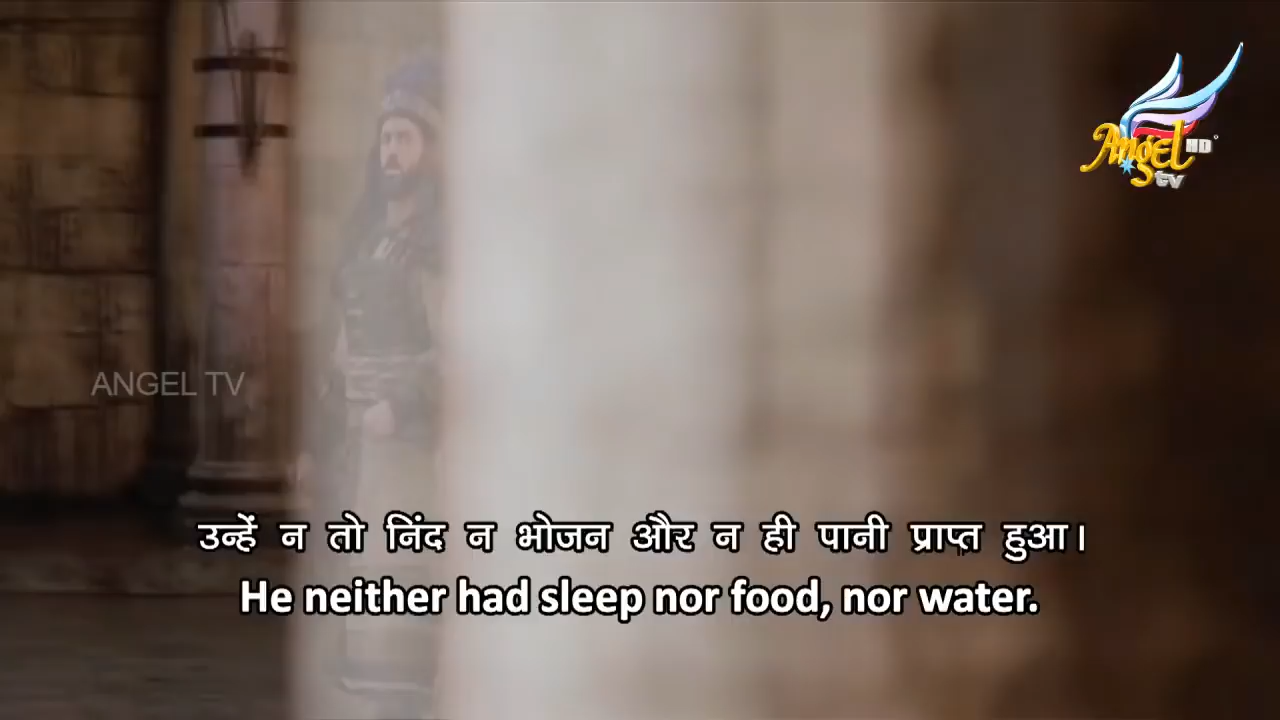 Angel HD
tv
ANGEL TV
उन्हें न तो निंद न भोजन और न ही पानी प्राप्त हुआ।
He neither had sleep nor food, nor water.